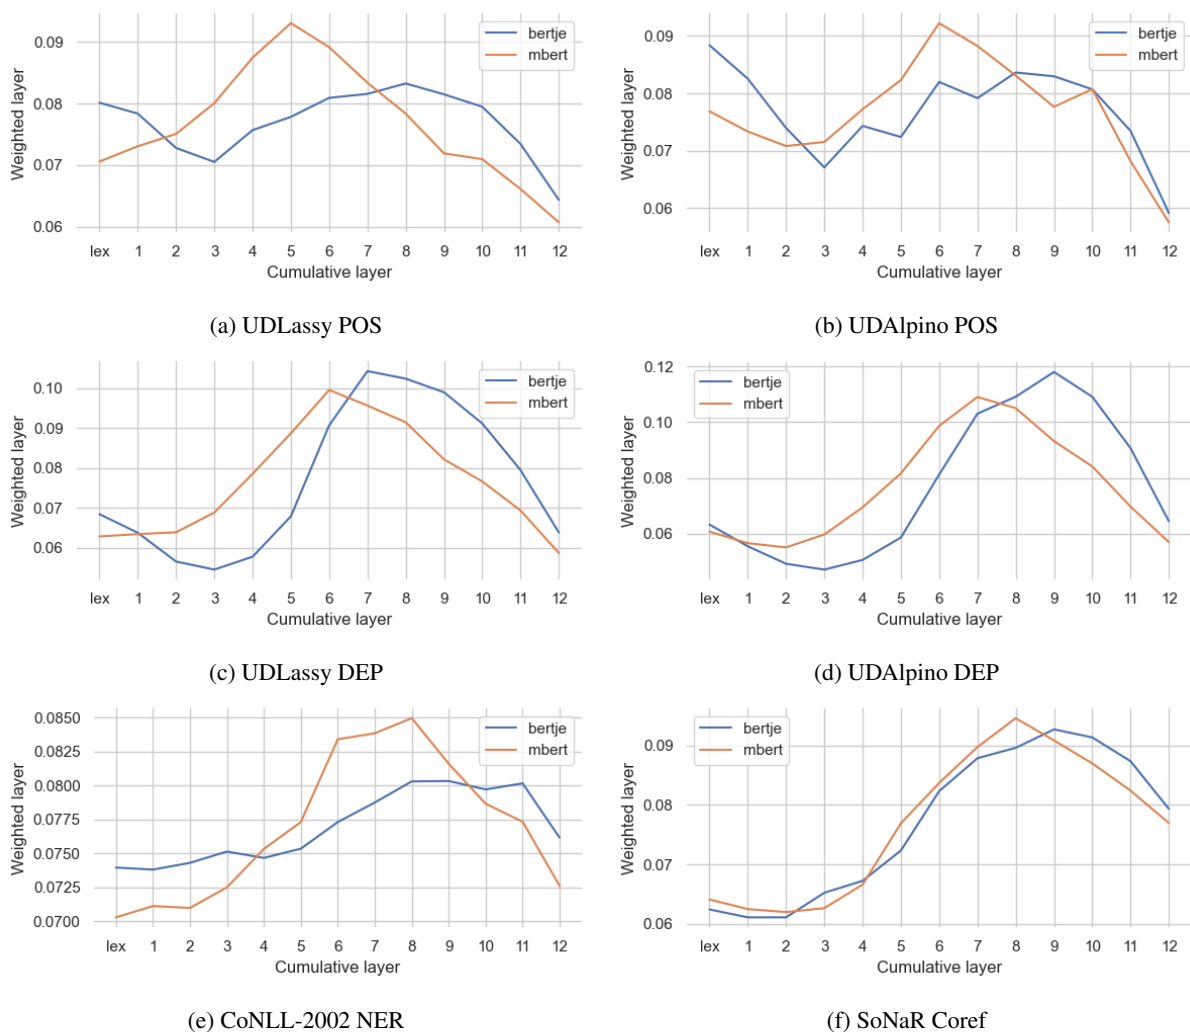 0.09
0.08
0.07
0.06
Weighted layer
bertje
mbert
lex 1 2 3 4 5 6 7 8 9 10 11 12
Cumulative layer
(a) UDLassy POS
0.09
0.08
0.07
0.06
Weighted layer
bertje
mbert
lex 1 2 3 4 5 6 7 8 9 10 11 12
Cumulative layer
(b) UDAlpino POS
0.10
0.09
0.08
0.07
0.06
Weighted layer
bertje
mbert
lex 1 2 3 4 5 6 7 8 9 10 11 12
Cumulative layer
(c) UDLassy DEP
0.12
0.10
0.08
0.06
Weighted layer
bertje
mbert
lex 1 2 3 4 5 6 7 8 9 10 11 12
Cumulative layer
(d) UDAlpino DEP
0.0850
0.0825
0.0800
0.0775
0.0750
0.0725
0.0700
Weighted layer
bertje
mbert
lex 1 2 3 4 5 6 7 8 9 10 11 12
Cumulative layer
(e) CoNLL-2002 NER
0.09
0.08
0.07
0.06
Weighted layer
bertje
mbert
lex 1 2 3 4 5 6 7 8 9 10 11 12
Cumulative layer
(f) SoNaR Coref